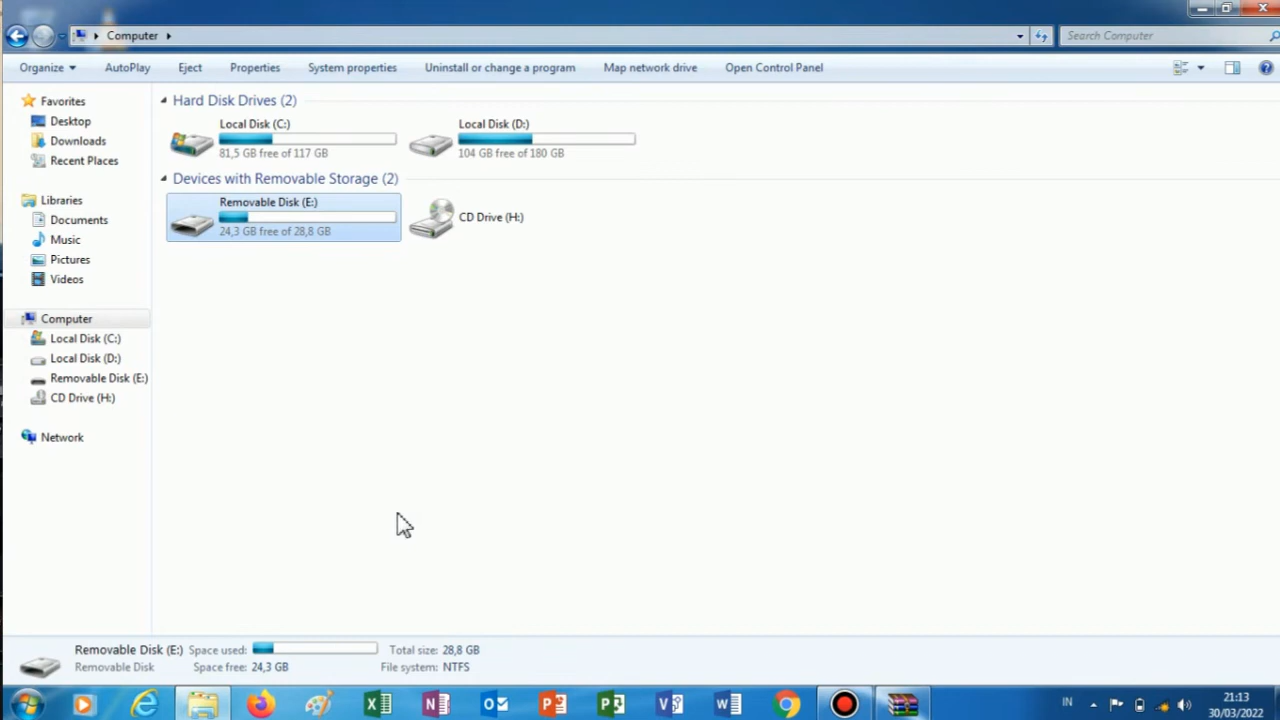 Computer
Search Computer
Organize AutoPlay Eject Properties System properties Uninstall or change a program Map network drive Open Control Panel
Favorites
Desktop
Downloads
Recent Places
Libraries
Documents
Music
Pictures
Videos
Computer
Local Disk (C:)
Local Disk (D:)
Removable Disk (E:)
CD Drive (H:)
Network
Hard Disk Drives (2)
Local Disk (C:)
81,5 GB free of 117 GB
Local Disk (D:)
104 GB free of 180 GB
Devices with Removable Storage (2)
Removable Disk (E:)
24,3 GB free of 28,8 GB
CD Drive (H:)
Removable Disk (E:) Space used: Total size: 28,8 GB
Removable Disk Space free: 24,3 GB File system: NTFS
IN
21:13
30/03/2022